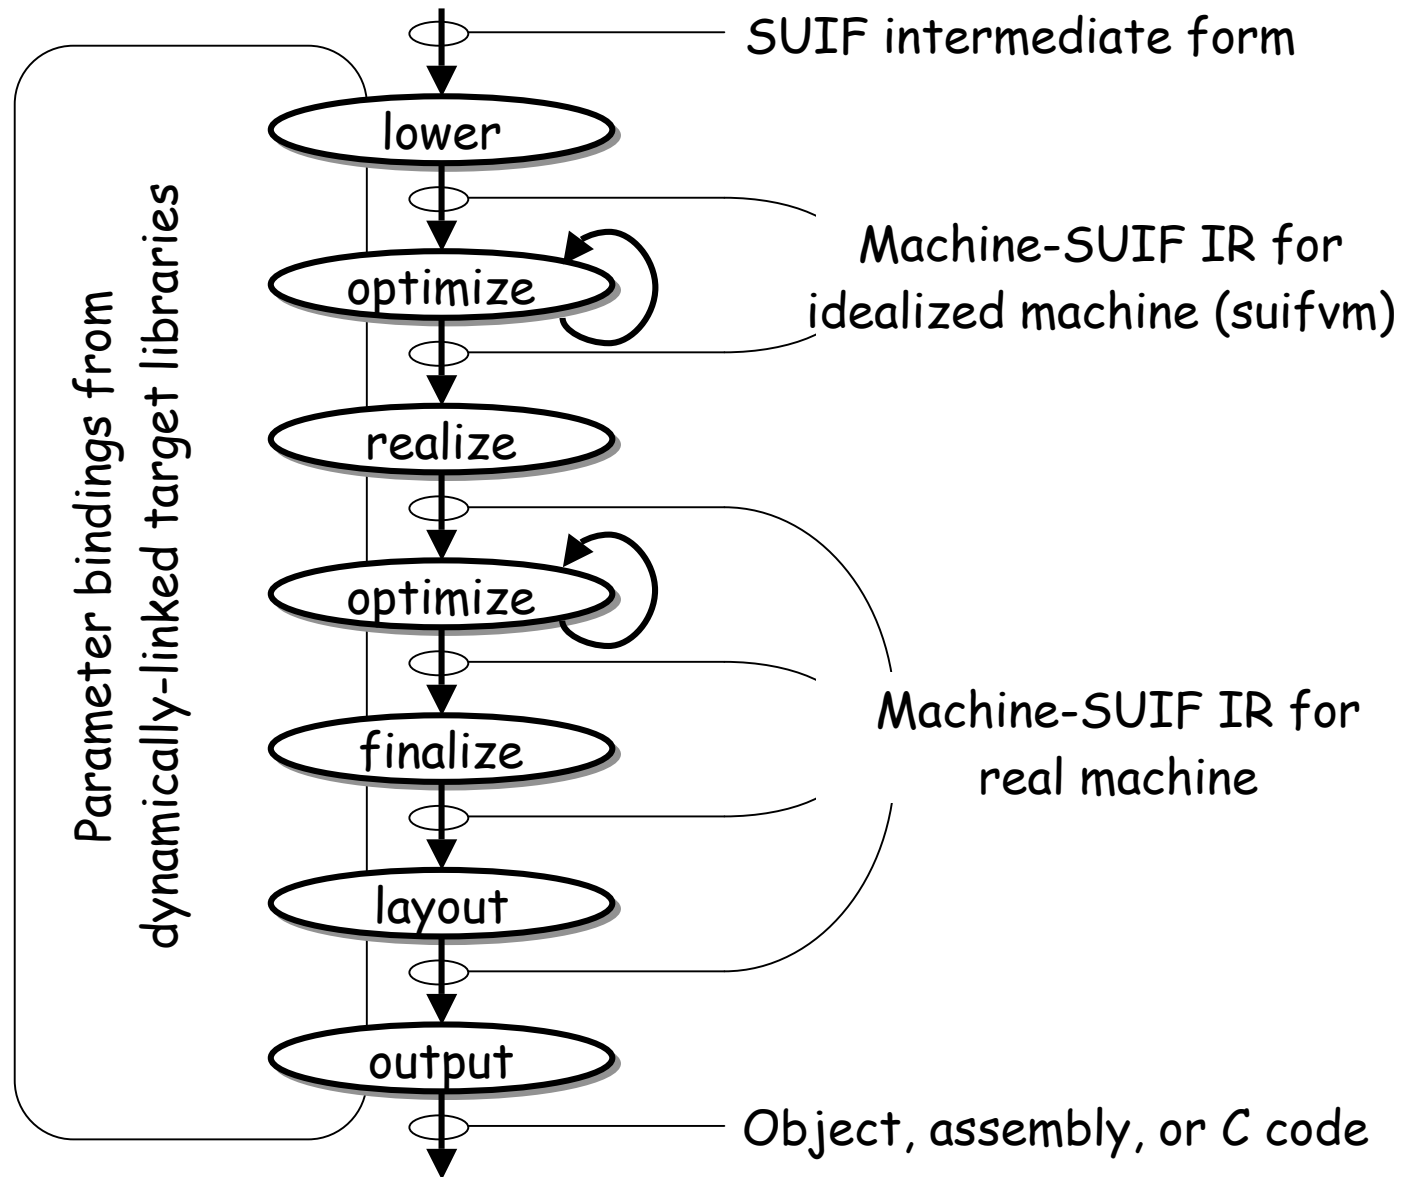 SUIF intermediate form
lower
Machine-SUIF IR for
idealized machine (suifvm)
optimize
realize
optimize
Machine-SUIF IR for
real machine
finalize
layout
output
Object, assembly, or C code
Parameter bindings from
dynamically-linked target libraries